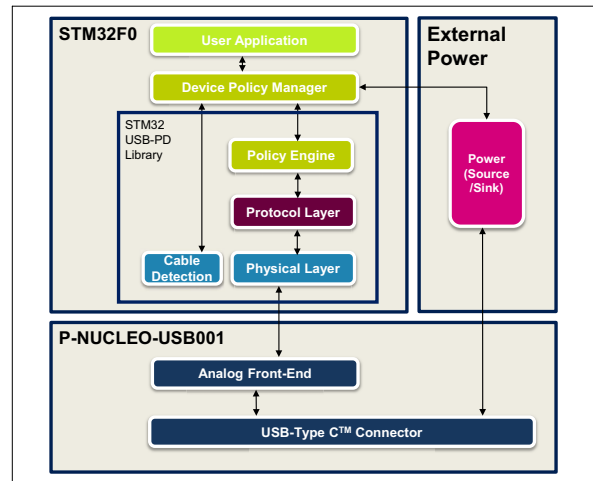 STM32F0
User Application
Device Policy Manager
STM32
USB-PD
Library
Policy Engine
Protocol Layer
Cable
Detection
Physical Layer
External
Power
Power
(Source
/Sink)
P-NUCLEO-USB001
Analog Front-End
USB-Type C™ Connector